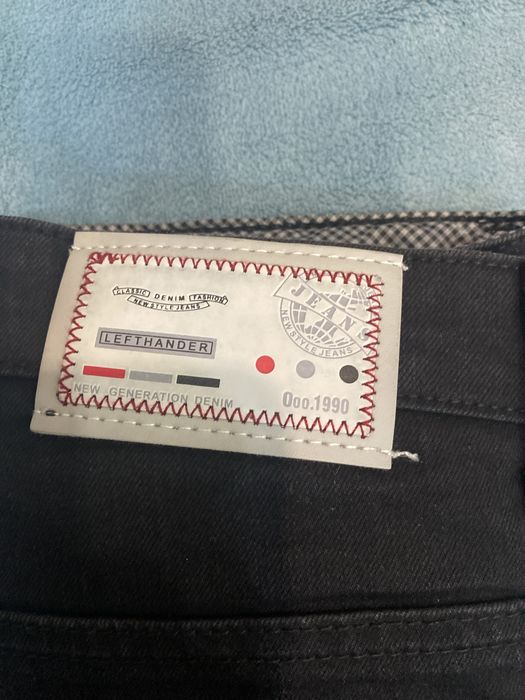 CLASSIC DENIM FASHION
NEW STYLE JEANS
LEFTHANDER
NEW GENERATION DENIM
JEANS
NEW STYLE JEANS
Ooo.1990